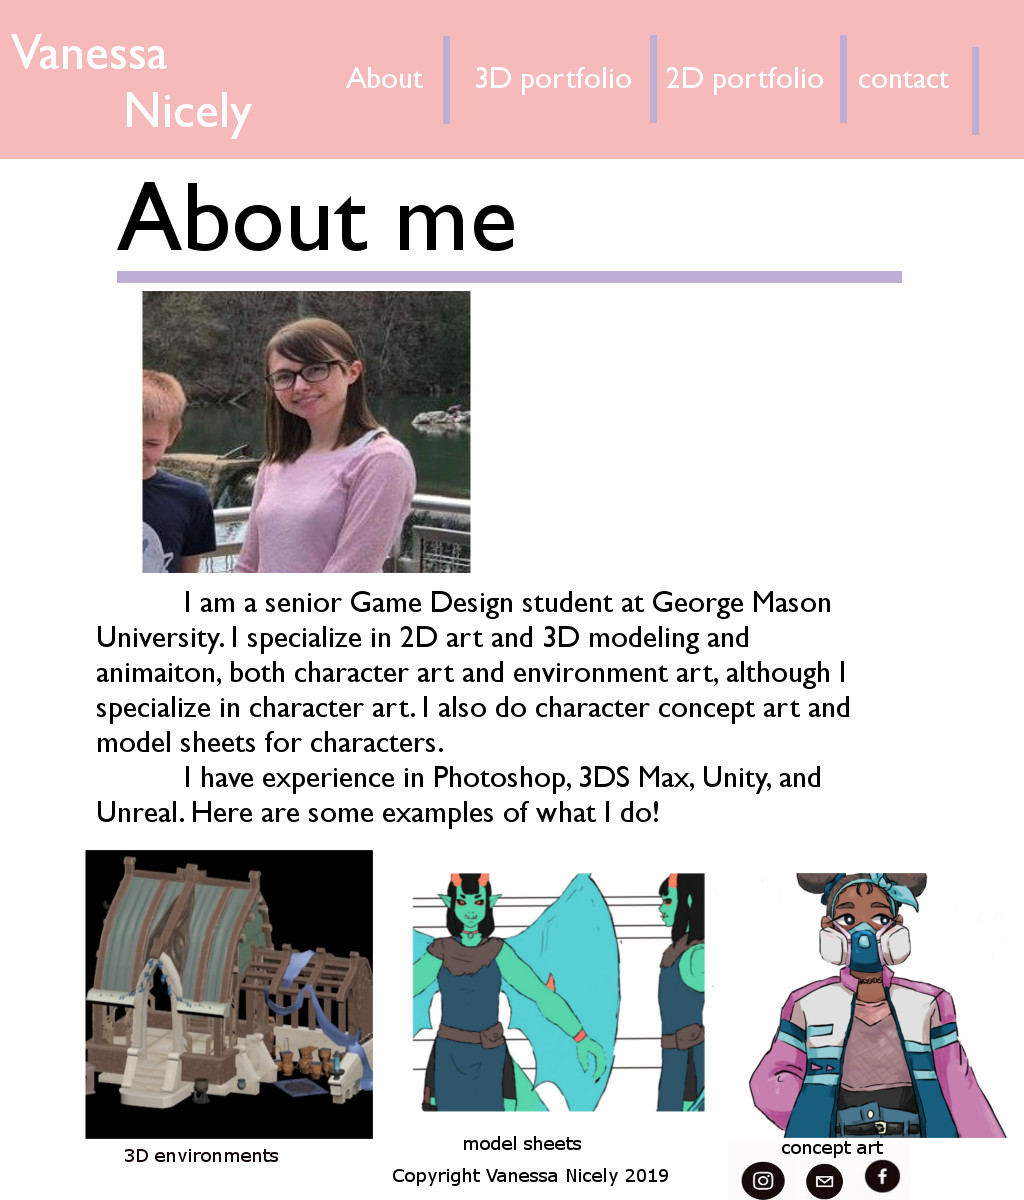 Vanessa
Nicely
About 3D portfolio 2D portfolio contact
About me
I am a senior Game Design student at George Mason
University. I specialize in 2D art and 3D modeling and
animaiton, both character art and environment art, although I
specialize in character art. I also do character concept art and
model sheets for characters.
I have experience in Photoshop, 3DS Max, Unity, and
Unreal. Here are some examples of what I do!
3D environments
model sheets
concept art
Copyright Vanessa Nicely 2019